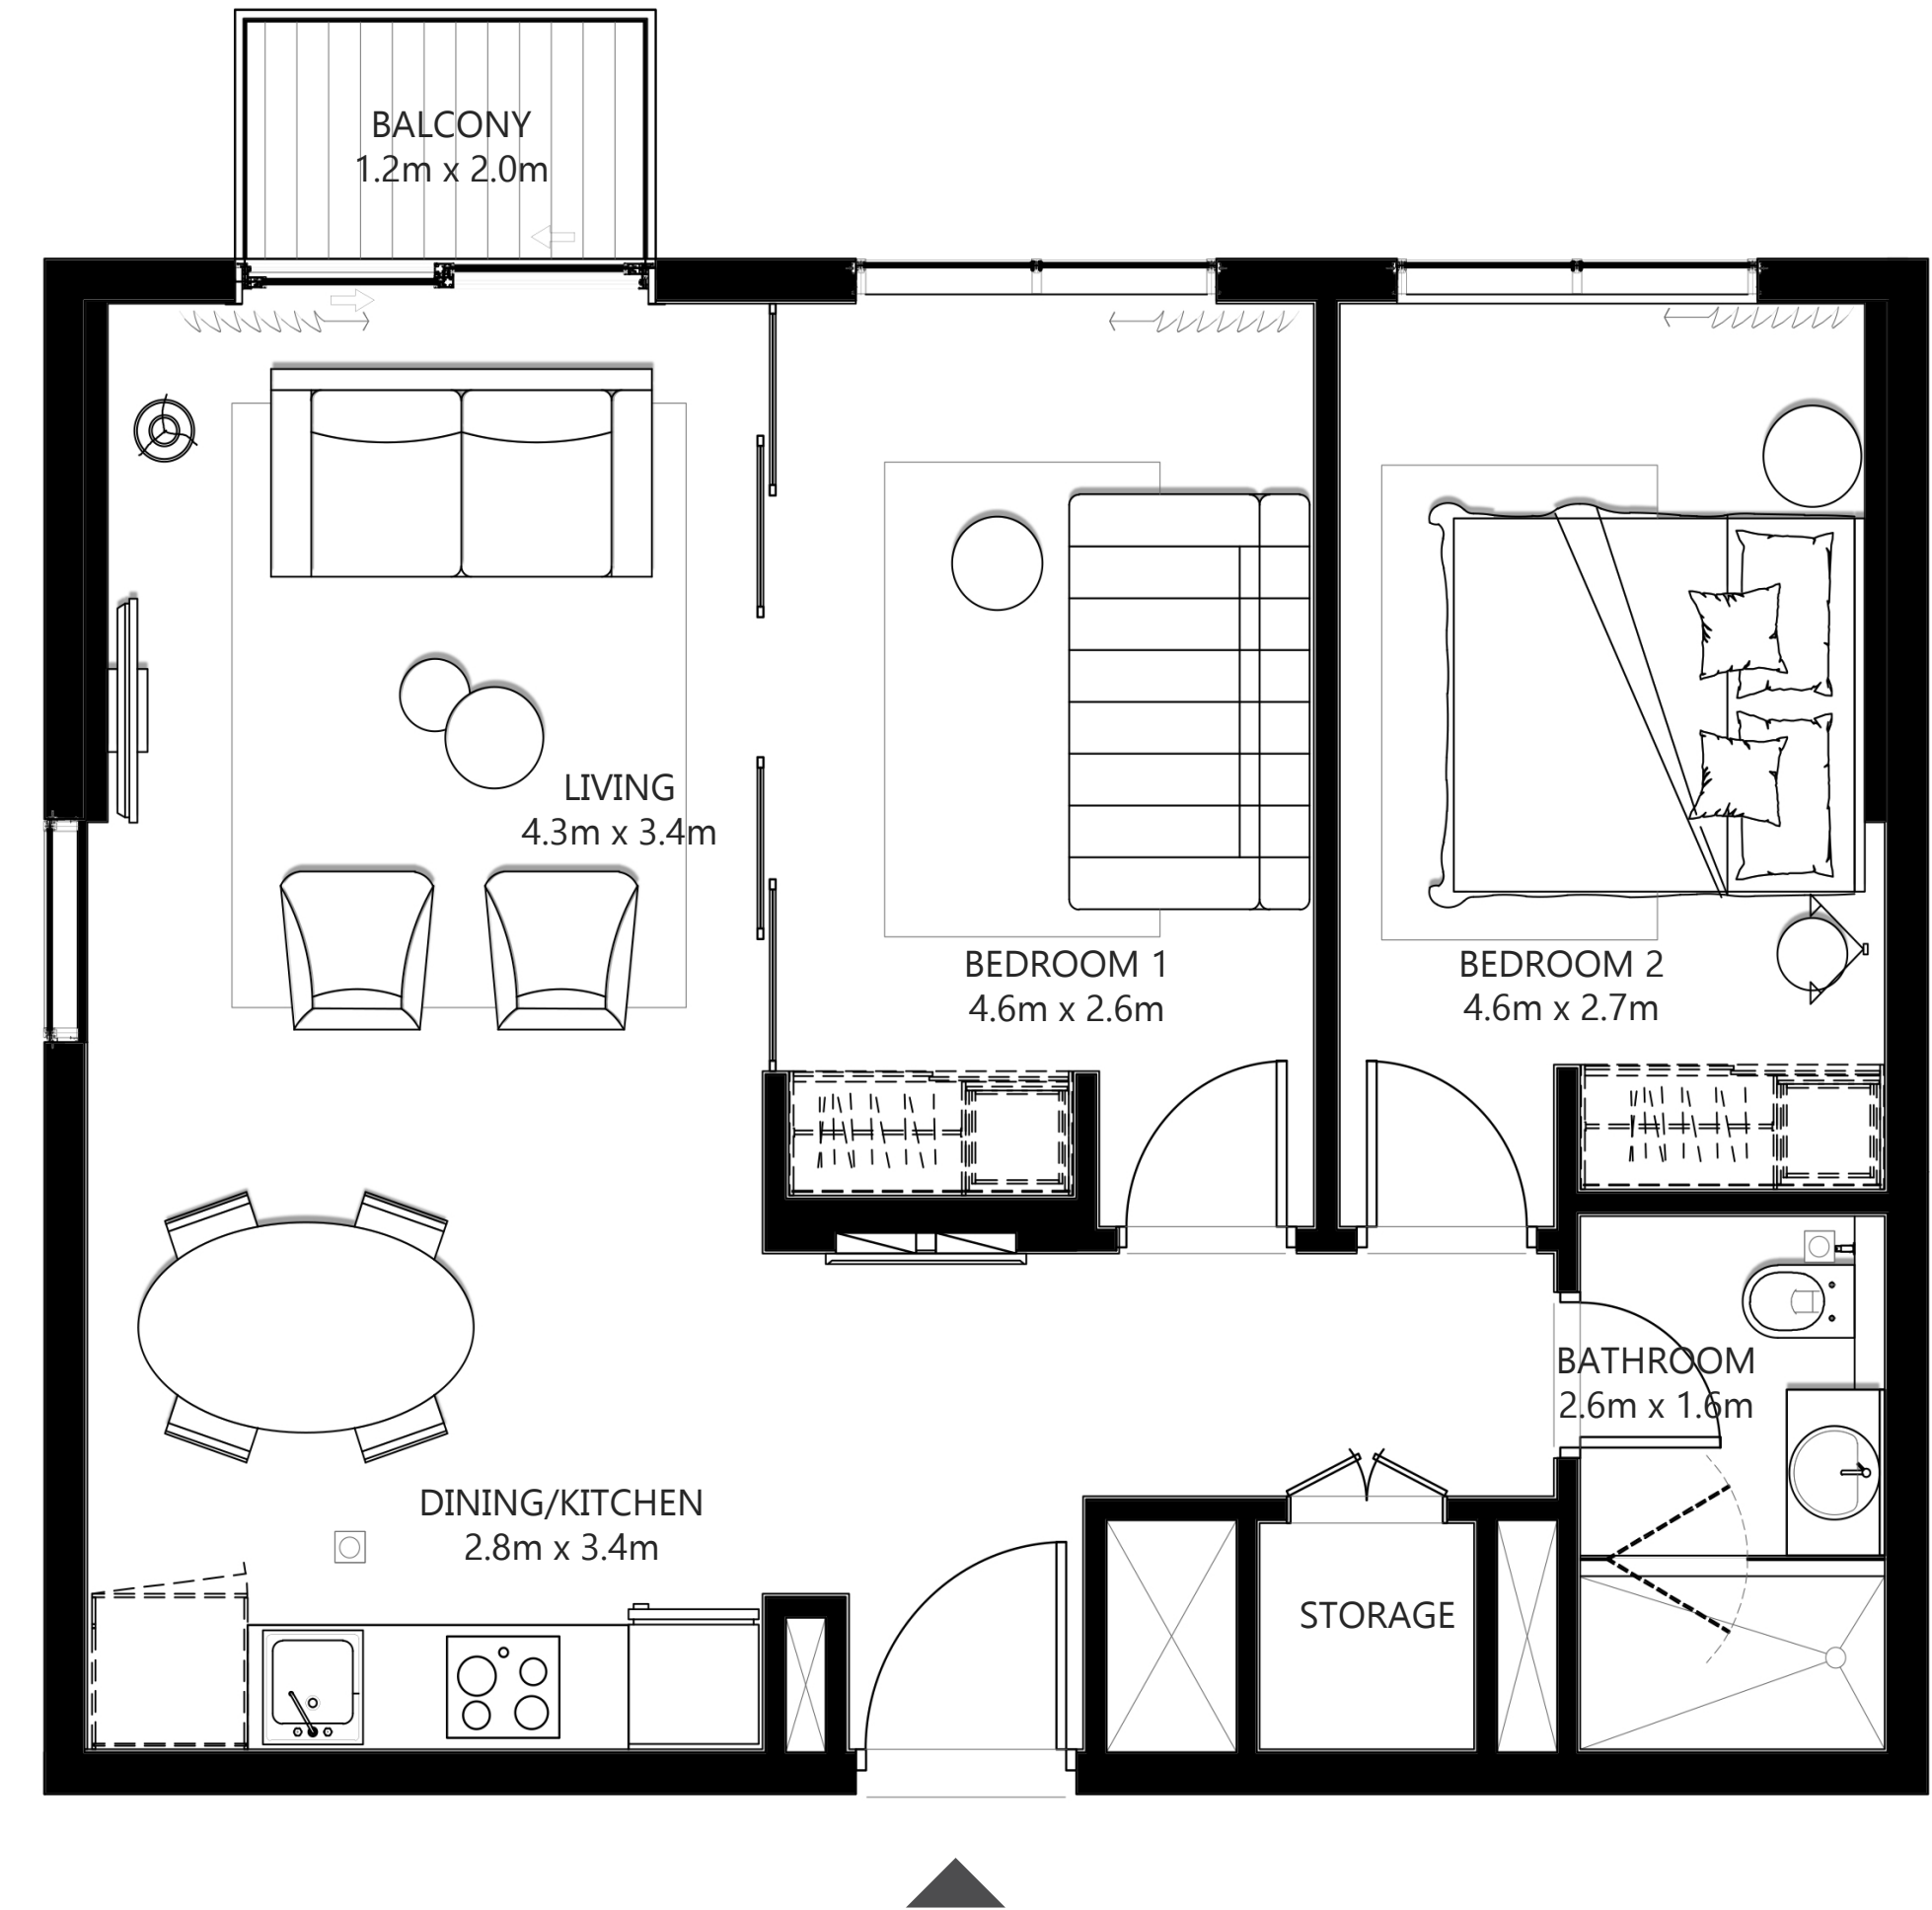 BALCONY
1.2m x 2.0m
LIVING
4.3m x 3.4m
BEDROOM 1
4.6m x 2.6m
BEDROOM 2
4.6m x 2.7m
BATHROOM
2.6m x 1.6m
DINING/KITCHEN
2.8m x 3.4m
STORAGE